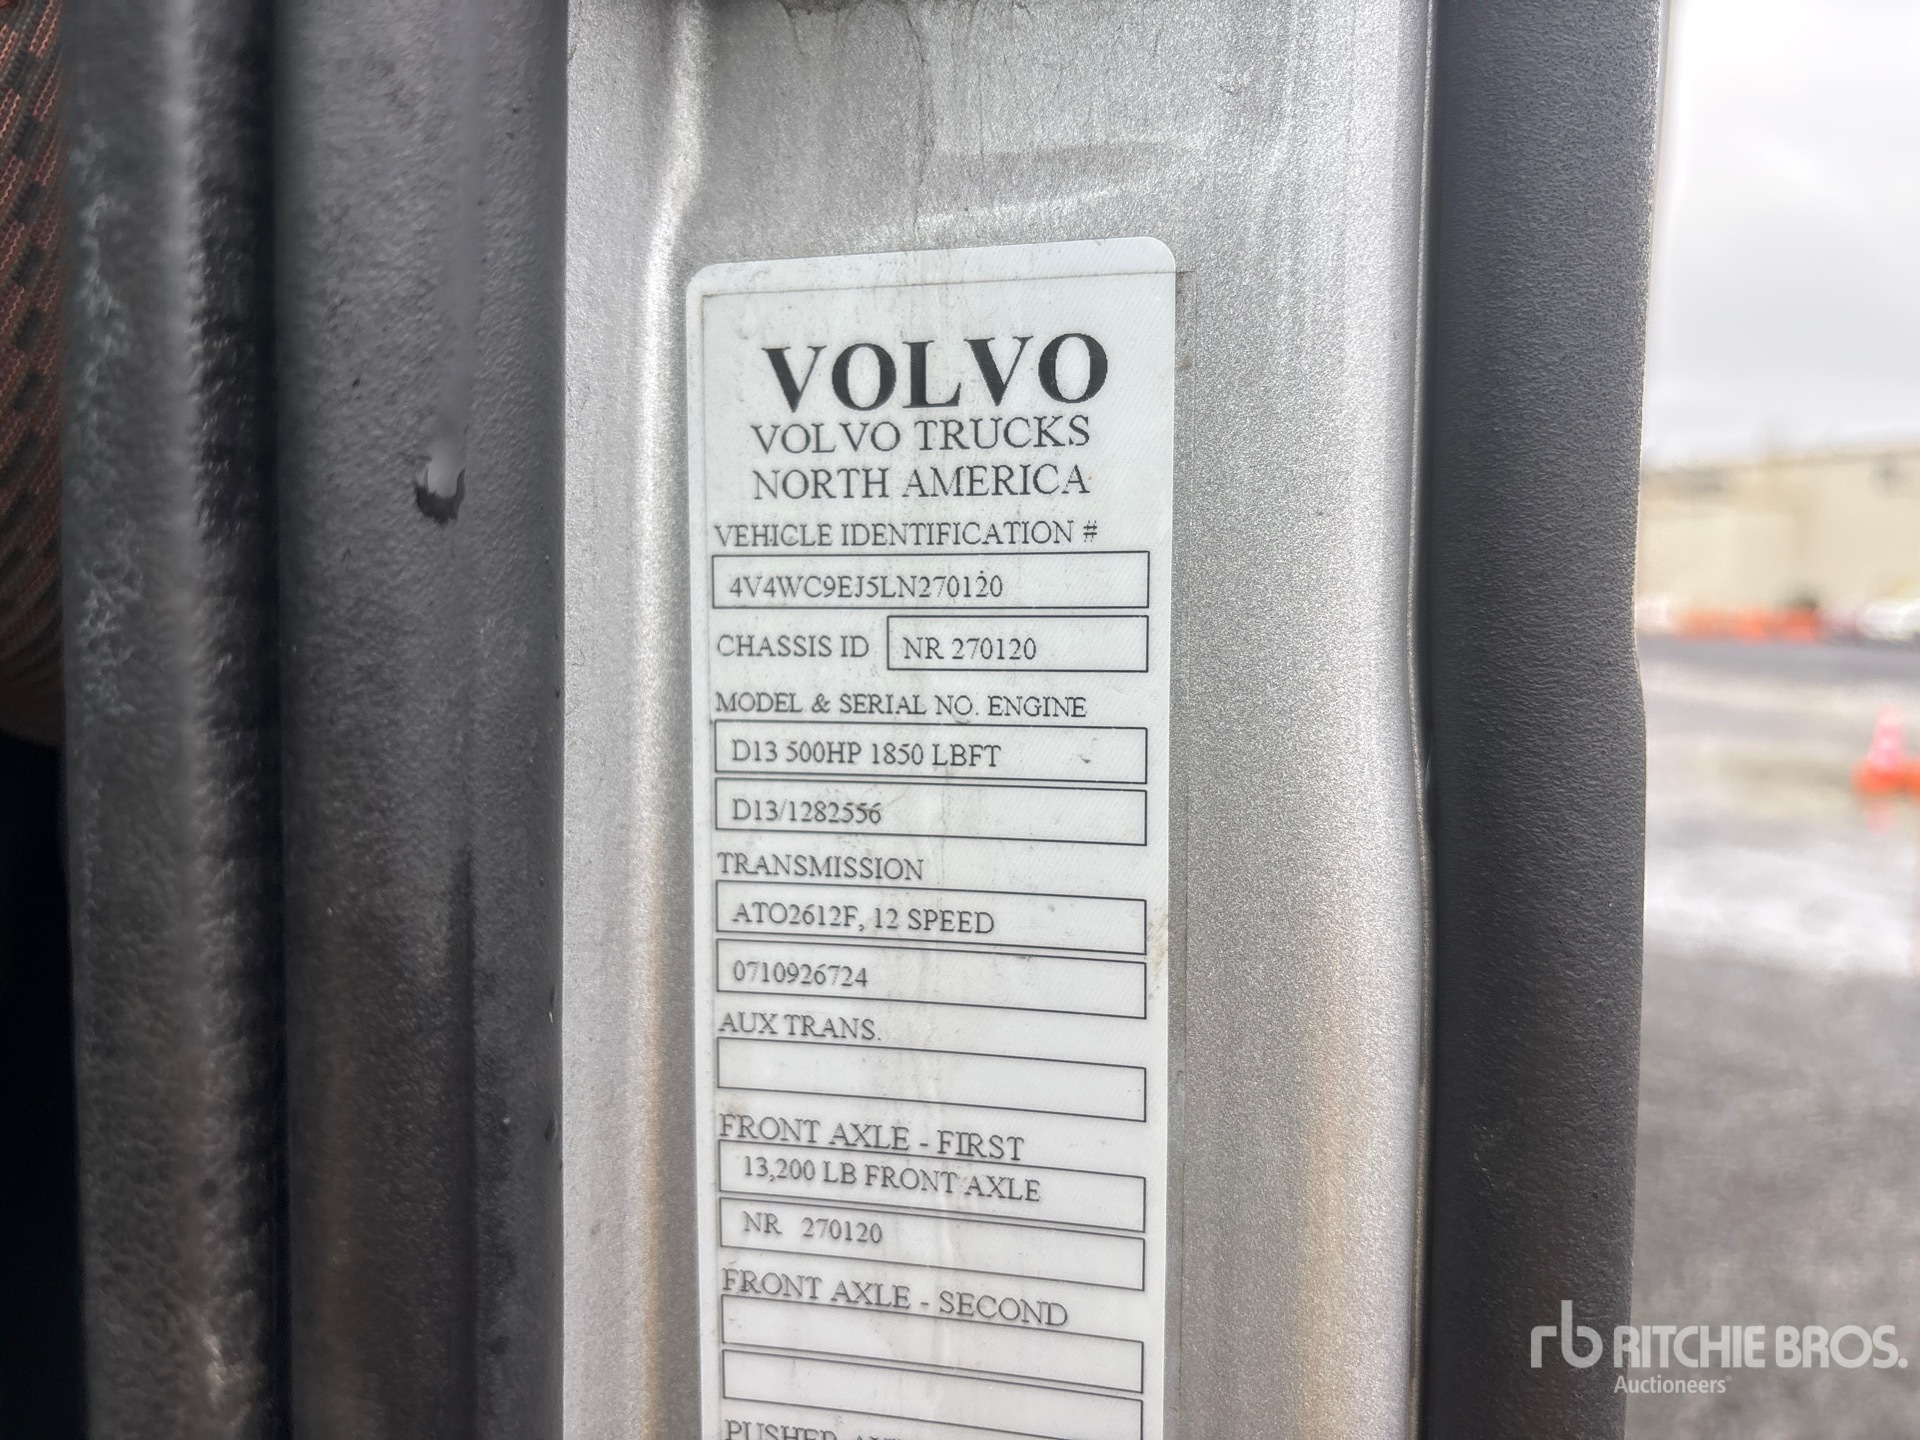 VOLVO
VOLVO TRUCKS
NORTH AMERICA
VEHICLE IDENTIFICATION #
4V4WC9EJ5LN270120
CHASSIS ID NR 270120
MODEL & SERIAL NO. ENGINE
D13 500HP 1850 LBFT
D13/1282556
TRANSMISSION
ATO2612F, 12 SPEED
0710926724
AUX TRANS.
FRONT AXLE - FIRST
13,200 LB FRONT AXLE
NR 270120
FRONT AXLE - SECOND
PUSHER
rb RITCHIE BROS.
Auctioneers